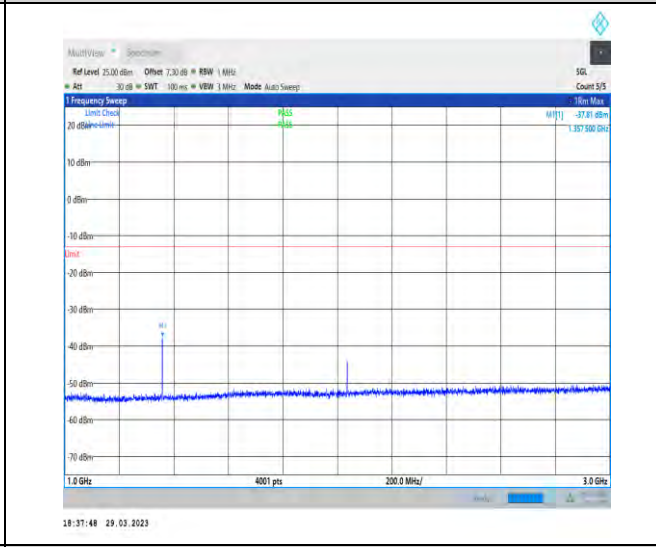 MultiView Spectrum
Ref Level 25.00 dBm Offset 7.30 dB RBW 1 MHz SGL
Att 30 dB SWT 100 ms VBW 3 MHz Mode Auto Sweep Count 5/5
1 Frequency Sweep 1Rm Max
Limit Check PASS M1[1] -37.81 dBm
20 dBm Line Limit PASS 1.357 500 GHz
10 dBm
0 dBm
-10 dBm
Limit
-20 dBm
-30 dBm
M1
-40 dBm
-50 dBm
-60 dBm
-70 dBm
1.0 GHz 4001 pts 200.0 MHz/ 3.0 GHz
18:37:48 29.03.2023